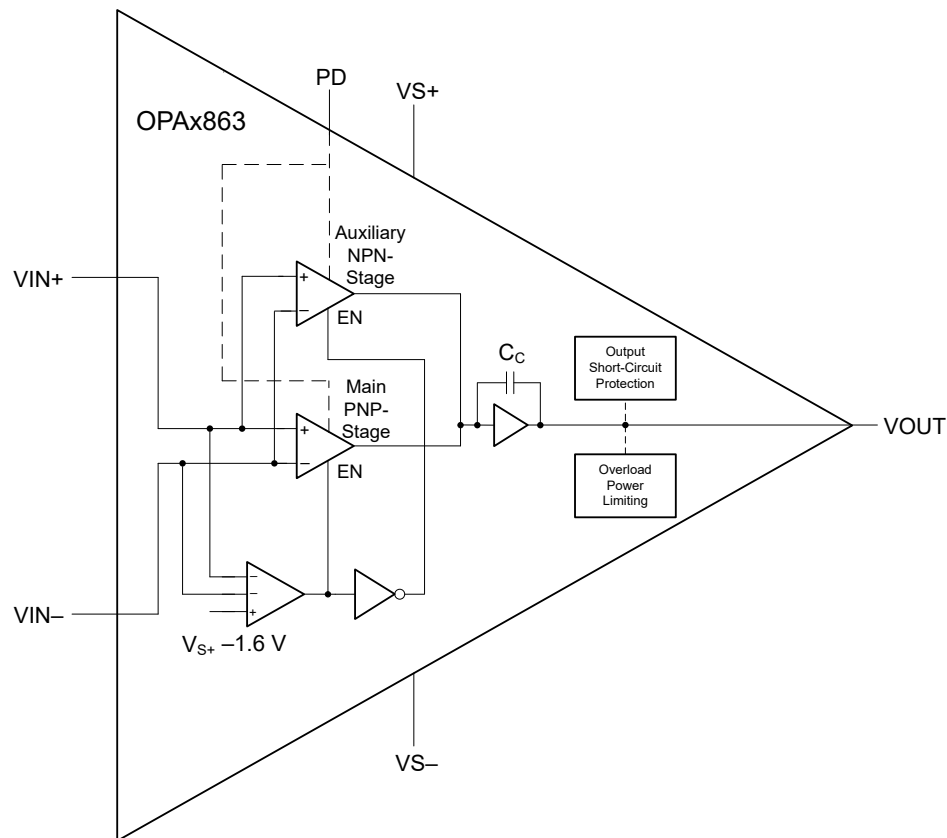 PD
VS+
OPAx863
Auxiliary
NPN-
Stage
VIN+
+
−
EN
Output
Short-Circuit
Protection
CC
Main
PNP-
Stage
+
−
EN
VOUT
Overload
Power
Limiting
−
−
+
VIN–
VS+ –1.6 V
VS–